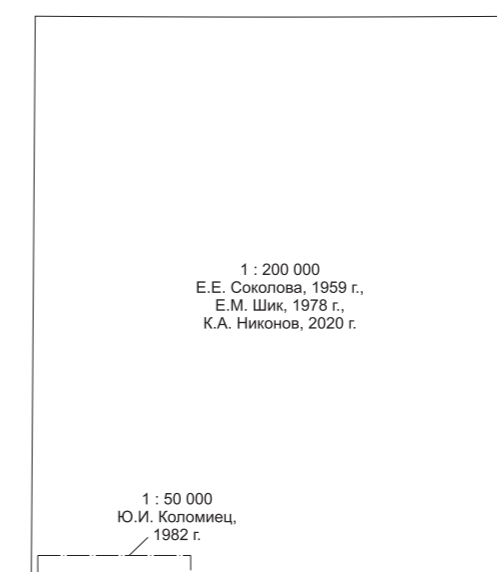 1 : 200 000
Е.Е. Соколова, 1959 г.,
Е.М. Шик, 1978 г.,
К.А. Никонов, 2020 г.
1 : 50 000
Ю.И. Коломиец,
1982 г.